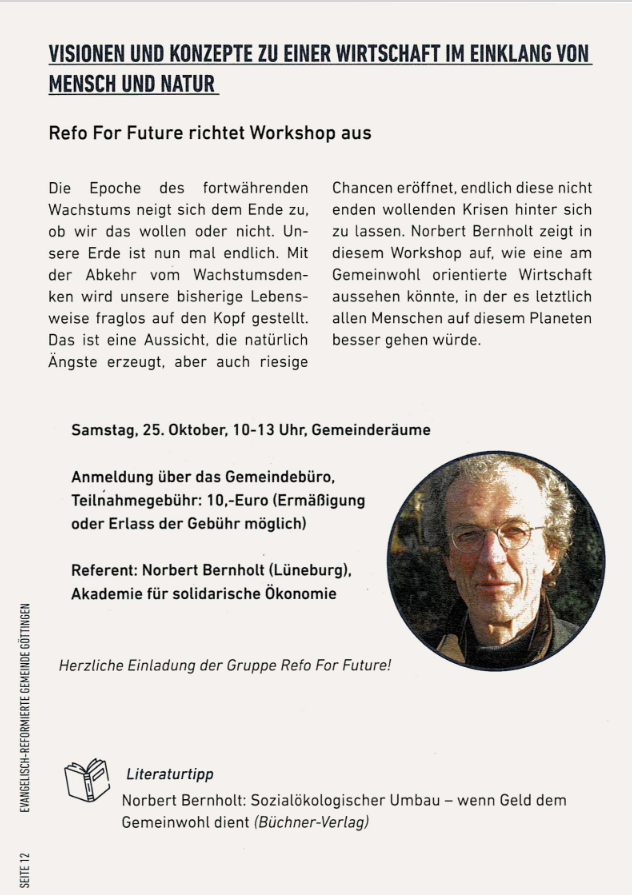 VISIONEN UND KONZEPTE ZU EINER WIRTSCHAFT IM EINKLANG VON
MENSCH UND NATUR
Refo For Future richtet Workshop aus
Die Epoche des fortwährenden
Wachstums neigt sich dem Ende zu,
ob wir das wollen oder nicht. Un-
sere Erde ist nun mal endlich. Mit
der Abkehr vom Wachstumsden-
ken wird unsere bisherige Lebens-
weise fraglos auf den Kopf gestellt.
Das ist eine Aussicht, die natürlich
Ängste erzeugt, aber auch riesige
Chancen eröffnet, endlich diese nicht
enden wollenden Krisen hinter sich
zu lassen. Norbert Bernholt zeigt in
diesem Workshop auf, wie eine am
Gemeinwohl orientierte Wirtschaft
aussehen könnte, in der es letztlich
allen Menschen auf diesem Planeten
besser gehen würde.
Samstag, 25. Oktober, 10-13 Uhr, Gemeinderäume
Anmeldung über das Gemeindebüro,
Teilnahmegebühr: 10,-Euro (Ermäßigung
oder Erlass der Gebühr möglich)
Referent: Norbert Bernholt (Lüneburg),
Akademie für solidarische Ökonomie
Herzliche Einladung der Gruppe Refo For Future!
Literaturtipp
Norbert Bernholt: Sozialökologischer Umbau – wenn Geld dem
Gemeinwohl dient (Büchner-Verlag)
SEITE 12 EVANGELISCH-REFORMIERTE GEMEINDE GÖTTINGEN